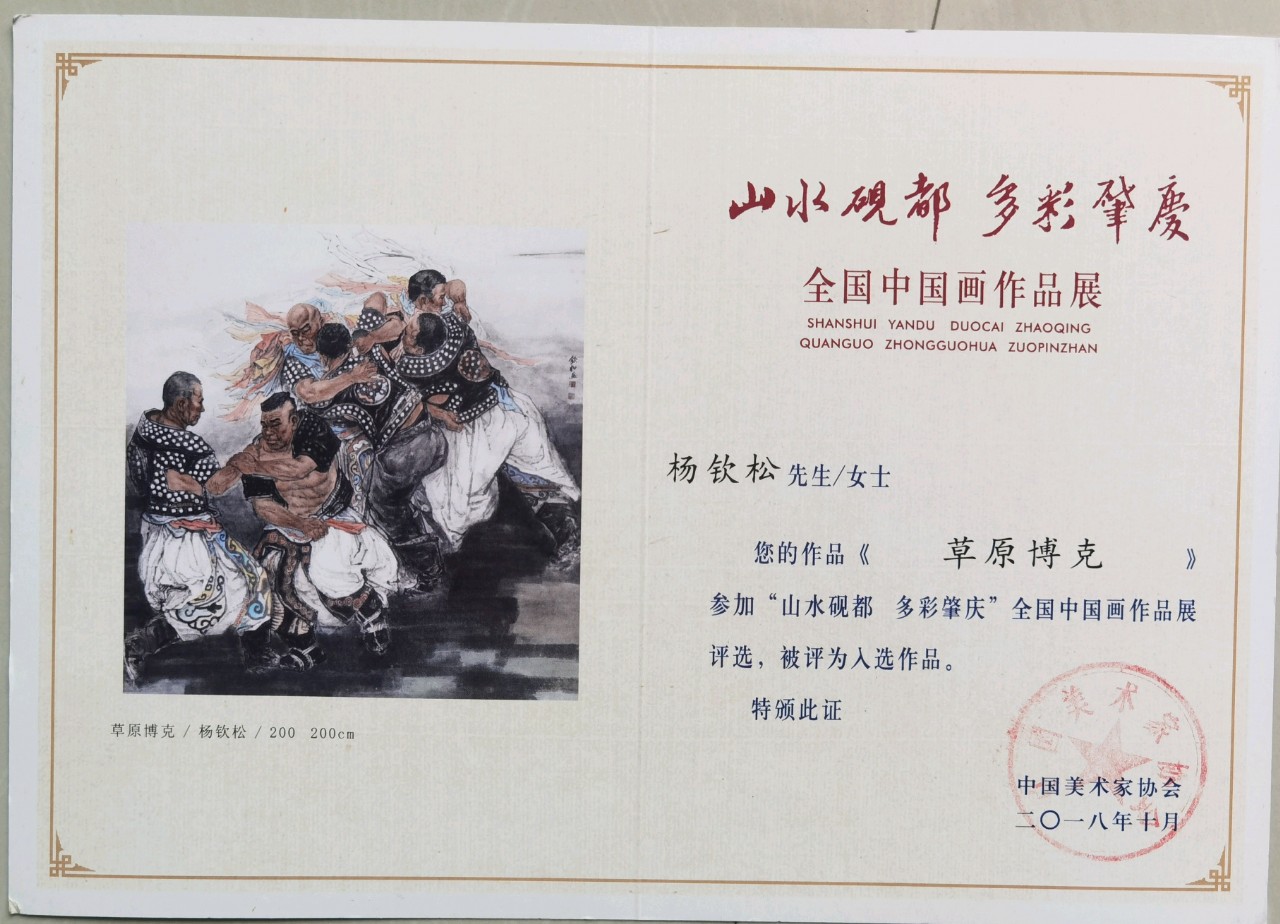 草原博克 / 杨钦松 / 200 200cm
山水砚都 多彩肇慶
全国中国画作品展
SHANSHUI YANDU DUOCAI ZHAOQING
QUANGUO ZHONGGUOHUA ZUOPINZHAN
杨钦松先生/女士
您的作品《 草原博克 》
参加“山水砚都 多彩肇庆”全国中国画作品展
评选，被评为入选作品。
特颁此证
中国美术家协会
二〇一八年十月